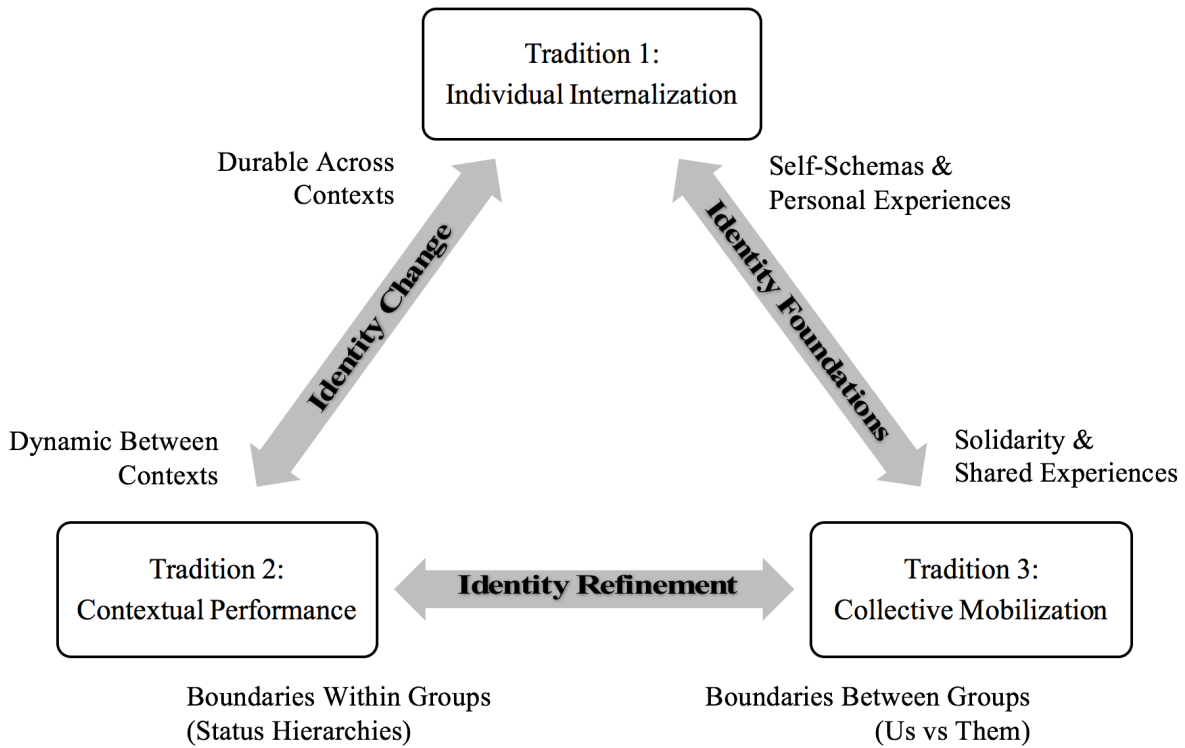 Tradition 1:
Individual Internalization
Durable Across
Contexts
Self-Schemas &
Personal Experiences
Identity Change
Identity Foundations
Dynamic Between
Contexts
Solidarity &
Shared Experiences
Tradition 2:
Contextual Performance
Identity Refinement
Tradition 3:
Collective Mobilization
Boundaries Within Groups
(Status Hierarchies)
Boundaries Between Groups
(Us vs Them)